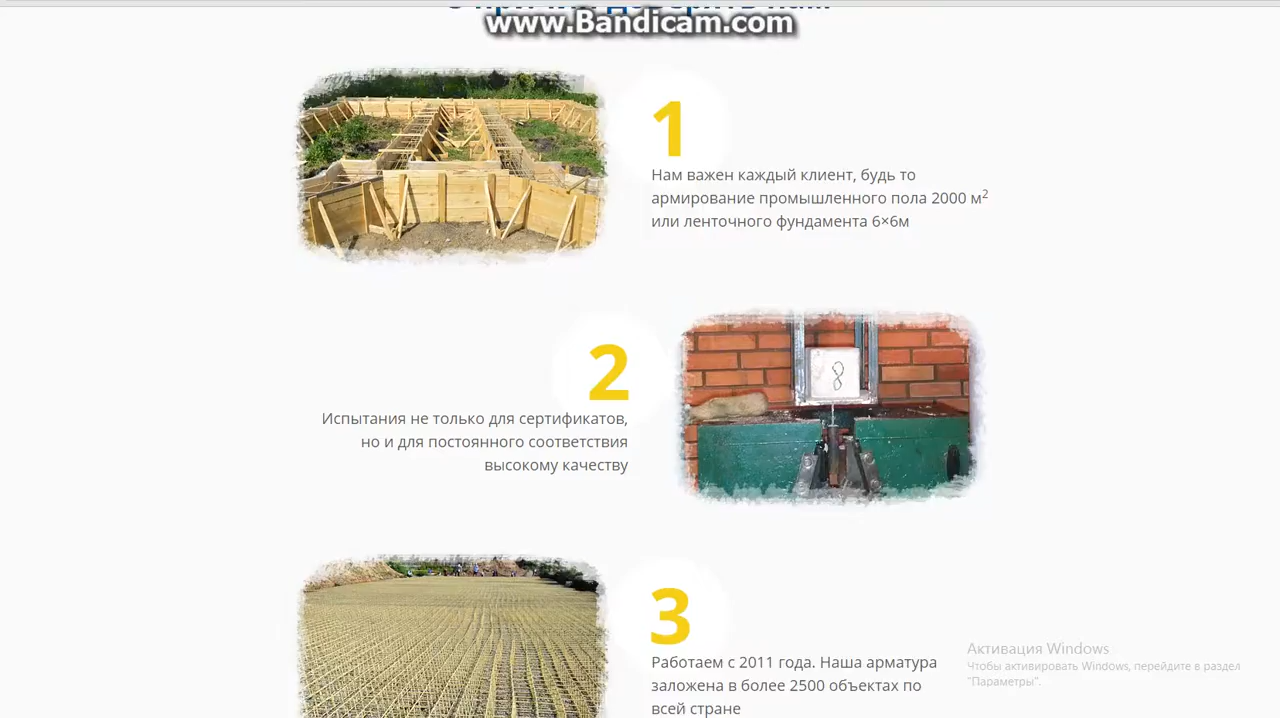 www.Bandicam.com
1
Нам важен каждый клиент, будь то
армирование промышленного пола 2000 м²
или ленточного фундамента 6×6м
2
Испытания не только для сертификатов,
но и для постоянного соответствия
высокому качеству
8
3
Работаем с 2011 года. Наша арматура
заложена в более 2500 объектах по
всей стране
Активация Windows
Чтобы активировать Windows, перейдите в раздел
"Параметры".